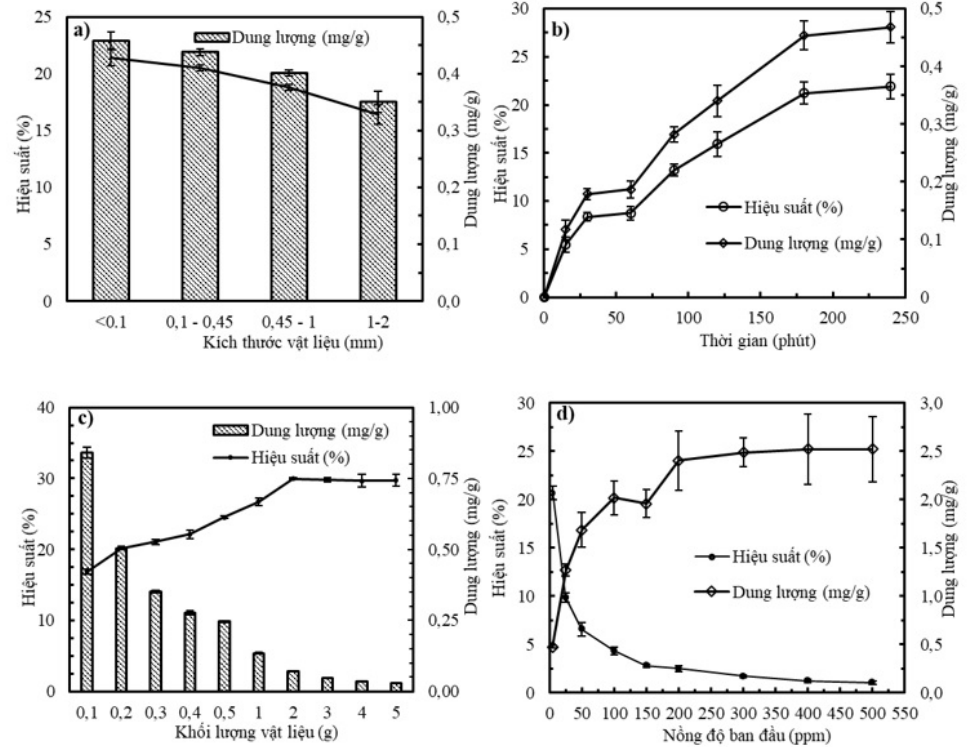 a)
Dung lượng (mg/g)
Hiệu suất (%)
25
20
15
10
5
0
0,5
0,4
0,3
0,2
0,1
0,0
Dung lượng (mg/g)
<0.1 0,1 - 0,45 0,45 - 1 1-2
Kích thước vật liệu (mm)
b)
Hiệu suất (%)
30
25
20
15
10
5
0
0,5
0,4
0,3
0,2
0,1
0
Dung lượng (mg/g)
Hiệu suất (%)
Dung lượng (mg/g)
0 50 100 150 200 250
Thời gian (phút)
c)
Dung lượng (mg/g)
Hiệu suất (%)
Hiệu suất (%)
40
30
20
10
0
1,00
0,75
0,50
0,25
0,00
Dung lượng (mg/g)
0,1 0,2 0,3 0,4 0,5 1 2 3 4 5
Khối lượng vật liệu (g)
d)
Hiệu suất (%)
30
25
20
15
10
5
0
3,0
2,5
2,0
1,5
1,0
0,5
0,0
Dung lượng (mg/g)
Hiệu suất (%)
Dung lượng (mg/g)
0 50 100 150 200 250 300 350 400 450 500 550
Nồng độ ban đầu (ppm)